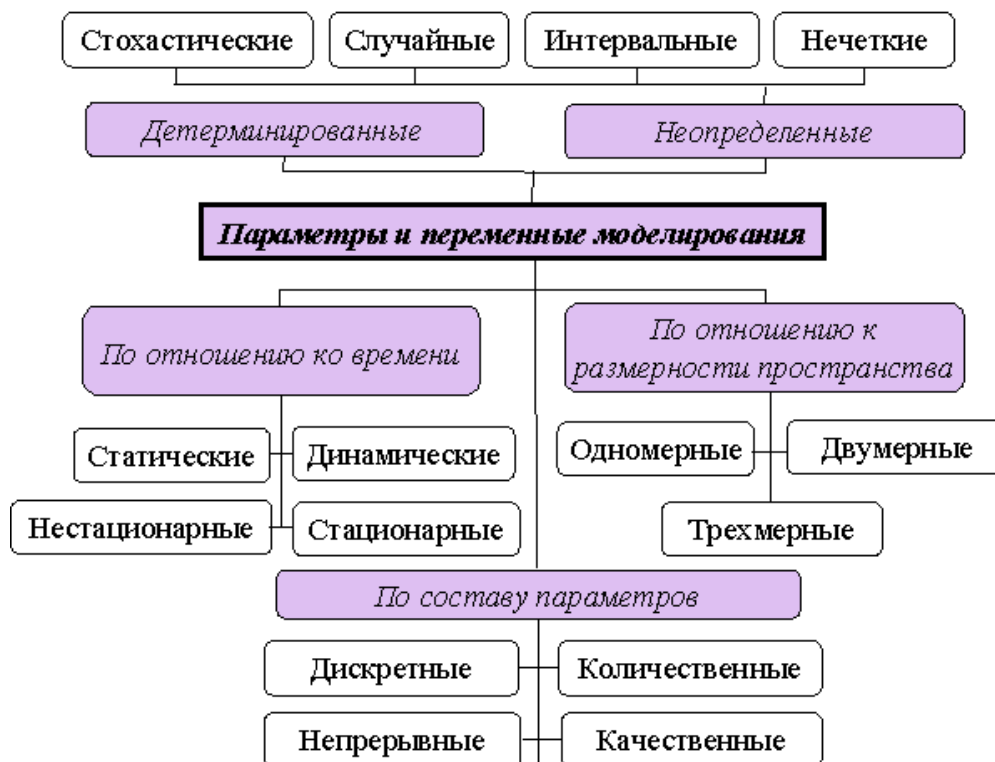 Стохастические
Случайные
Интервальные
Нечеткие
Детерминированные
Неопределенные
Параметры и переменные моделирования
По отношению ко времени
По отношению к
размерности пространства
Статические
Динамические
Одномерные
Двумерные
Нестационарные
Стационарные
Трехмерные
По составу параметров
Дискретные
Количественные
Непрерывные
Качественные